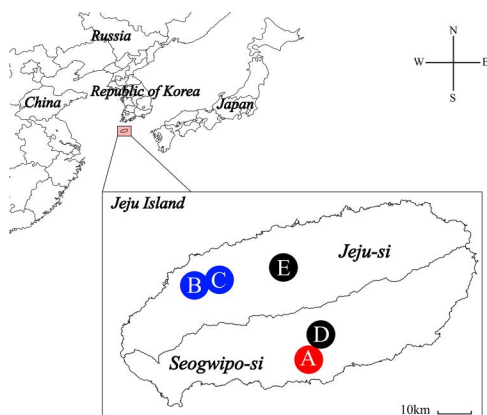 Russia
N
W E
S
Republic of Korea
China
Japan
Jeju Island
Jeju-si
E
B C
D
A
Seogwipo-si
10km